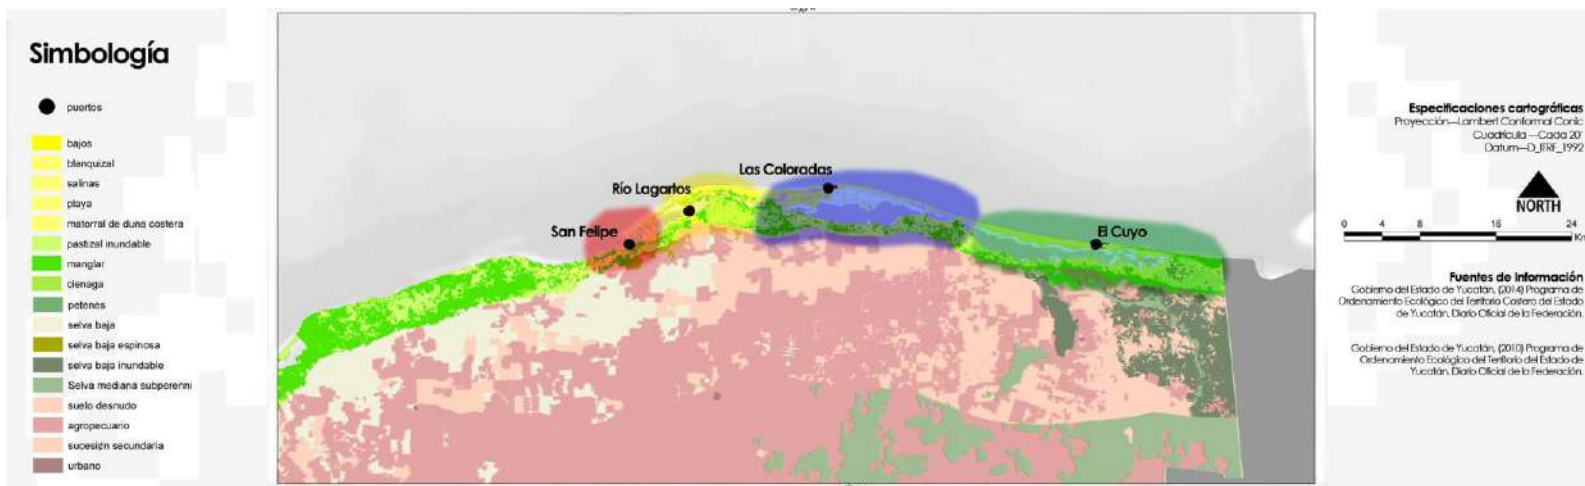 Simbología
puertos
bajos
blanquizal
salinas
playa
matorral de duna costera
pastizal inundable
manglar
cienaga
petenes
selva baja
selva baja espinosa
selva baja inundable
Selva mediana subperenni
suelo desnudo
agropecuario
sucesión secundaria
urbano
Las Coloradas
Río Lagartos
San Felipe
El Cuyo
Especificaciones cartográficas
Proyección—Lambert Conformal Conic
Cuadrícula —Cada 20'
Datum—D_ITRF_1992
NORTH
0 4 8 16 24
Km
Fuentes de Información
Gobierno del Estado de Yucatán, (2014) Programa de
Ordenamiento Ecológico del Territorio Costero del Estado
de Yucatán. Diario Oficial de la Federación.
Gobierno del Estado de Yucatán, (2010) Programa de
Ordenamiento Ecológico del Territorio del Estado de
Yucatán. Diario Oficial de la Federación.